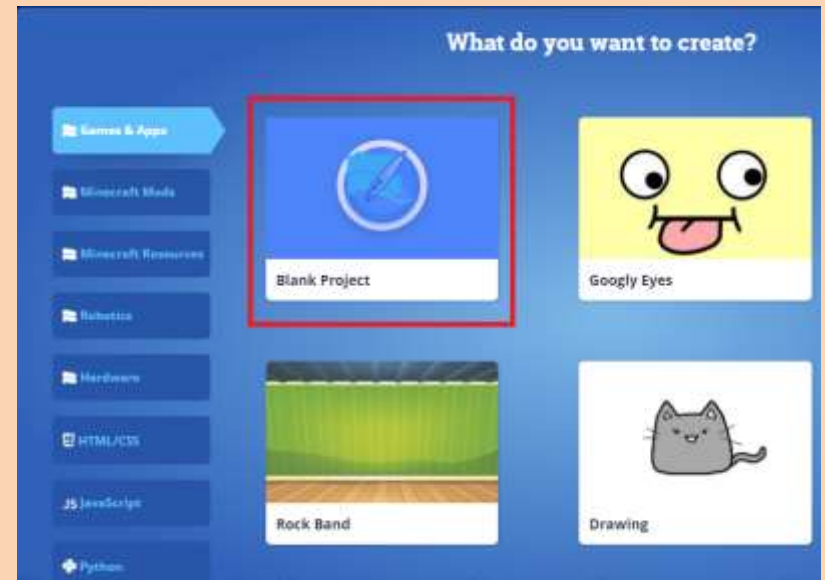 What do you want to create?
Games & Apps
Minecraft Mods
Minecraft Resources
Robotics
Hardware
HTML/CSS
JS JavaScript
Python
Blank Project
Googly Eyes
Rock Band
Drawing